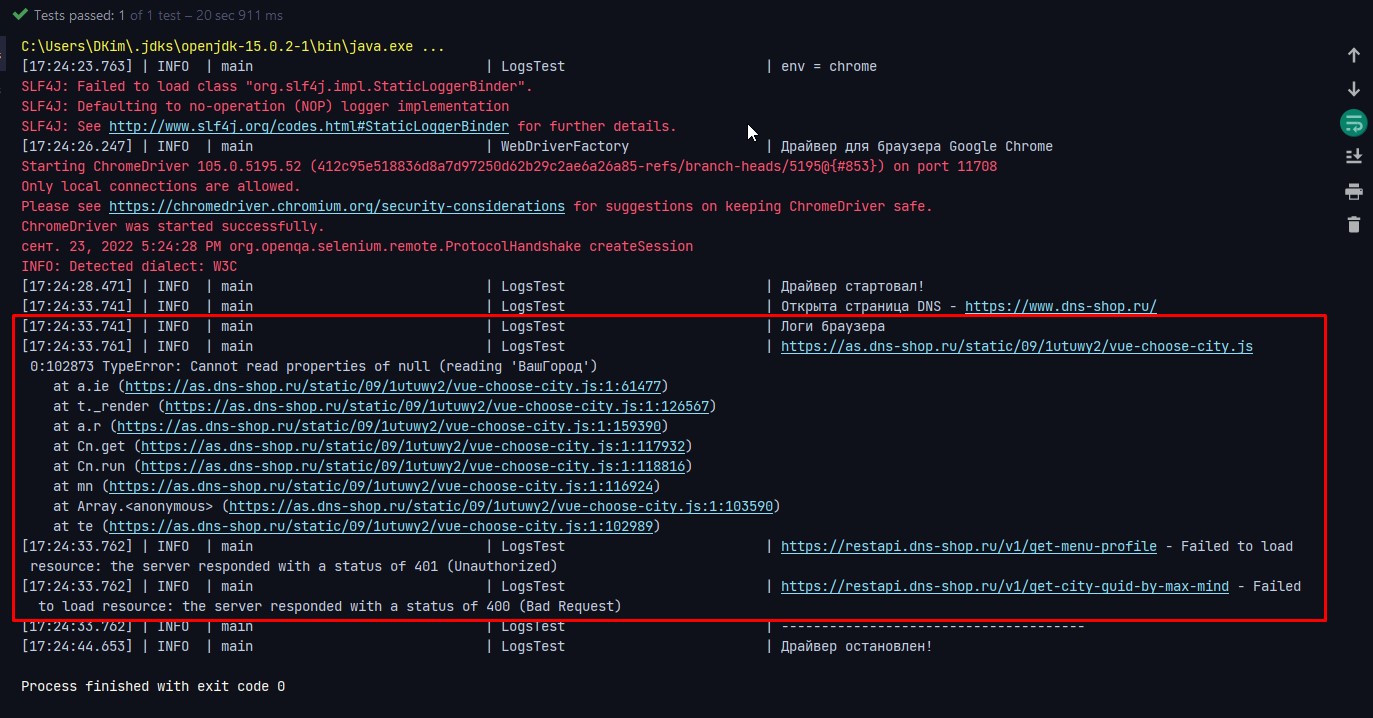 Tests passed: 1 of 1 test – 20 sec 911 ms
C:\Users\DKim\.jdks\openjdk-15.0.2-1\bin\java.exe ...
[17:24:23.763] | INFO | main | LogsTest | env = chrome
SLF4J: Failed to load class "org.slf4j.impl.StaticLoggerBinder".
SLF4J: Defaulting to no-operation (NOP) logger implementation
SLF4J: See http://www.slf4j.org/codes.html#StaticLoggerBinder for further details.
[17:24:26.247] | INFO | main | WebDriverFactory | Драйвер для браузера Google Chrome
Starting ChromeDriver 105.0.5195.52 (412c95e518836d8a7d97250d62b29c2ae6a26a85-refs/branch-heads/5195@{#853}) on port 11708
Only local connections are allowed.
Please see https://chromedriver.chromium.org/security-considerations for suggestions on keeping ChromeDriver safe.
ChromeDriver was started successfully.
сент. 23, 2022 5:24:28 PM org.openqa.selenium.remote.ProtocolHandshake createSession
INFO: Detected dialect: W3C
[17:24:28.471] | INFO | main | LogsTest | Драйвер стартовал!
[17:24:33.741] | INFO | main | LogsTest | Открыта страница DNS - https://www.dns-shop.ru/
[17:24:33.741] | INFO | main | LogsTest | Логи браузера
[17:24:33.761] | INFO | main | LogsTest | https://as.dns-shop.ru/static/09/1utuwy2/vue-choose-city.js
0:102873 TypeError: Cannot read properties of null (reading 'ВашГород')
at a.ie (https://as.dns-shop.ru/static/09/1utuwy2/vue-choose-city.js:1:61477)
at t._render (https://as.dns-shop.ru/static/09/1utuwy2/vue-choose-city.js:1:126567)
at a.r (https://as.dns-shop.ru/static/09/1utuwy2/vue-choose-city.js:1:159390)
at Cn.get (https://as.dns-shop.ru/static/09/1utuwy2/vue-choose-city.js:1:117932)
at Cn.run (https://as.dns-shop.ru/static/09/1utuwy2/vue-choose-city.js:1:118816)
at mn (https://as.dns-shop.ru/static/09/1utuwy2/vue-choose-city.js:1:116924)
at Array.<anonymous> (https://as.dns-shop.ru/static/09/1utuwy2/vue-choose-city.js:1:103590)
at te (https://as.dns-shop.ru/static/09/1utuwy2/vue-choose-city.js:1:102989)
[17:24:33.762] | INFO | main | LogsTest | https://restapi.dns-shop.ru/v1/get-menu-profile - Failed to load
resource: the server responded with a status of 401 (Unauthorized)
[17:24:33.762] | INFO | main | LogsTest | https://restapi.dns-shop.ru/v1/get-city-guid-by-max-mind - Failed
to load resource: the server responded with a status of 400 (Bad Request)
[17:24:33.762] | INFO | main | LogsTest | --------------------------------------
[17:24:44.653] | INFO | main | LogsTest | Драйвер остановлен!
Process finished with exit code 0